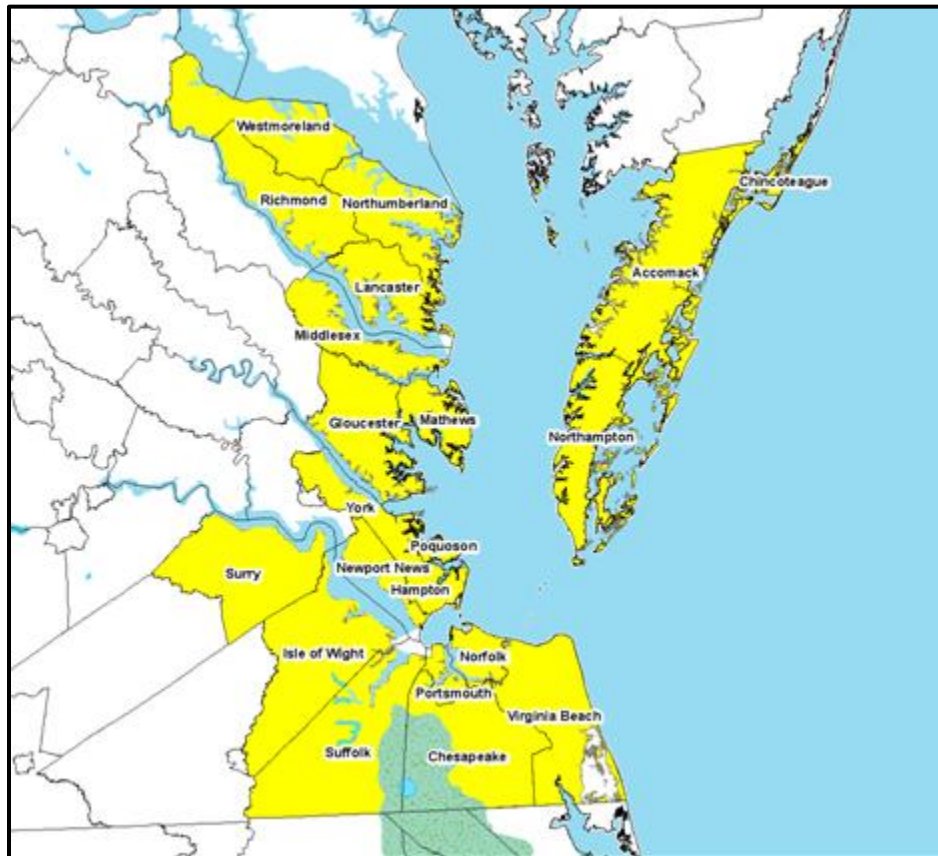 Westmoreland
Chincoteague
Richmond
Northumberland
Accomack
Lancaster
Middlesex
Gloucester
Mathews
Northampton
York
Poquoson
Surry
Newport News
Hampton
Isle of Wight
Norfolk
Portsmouth
Virginia Beach
Suffolk
Chesapeake